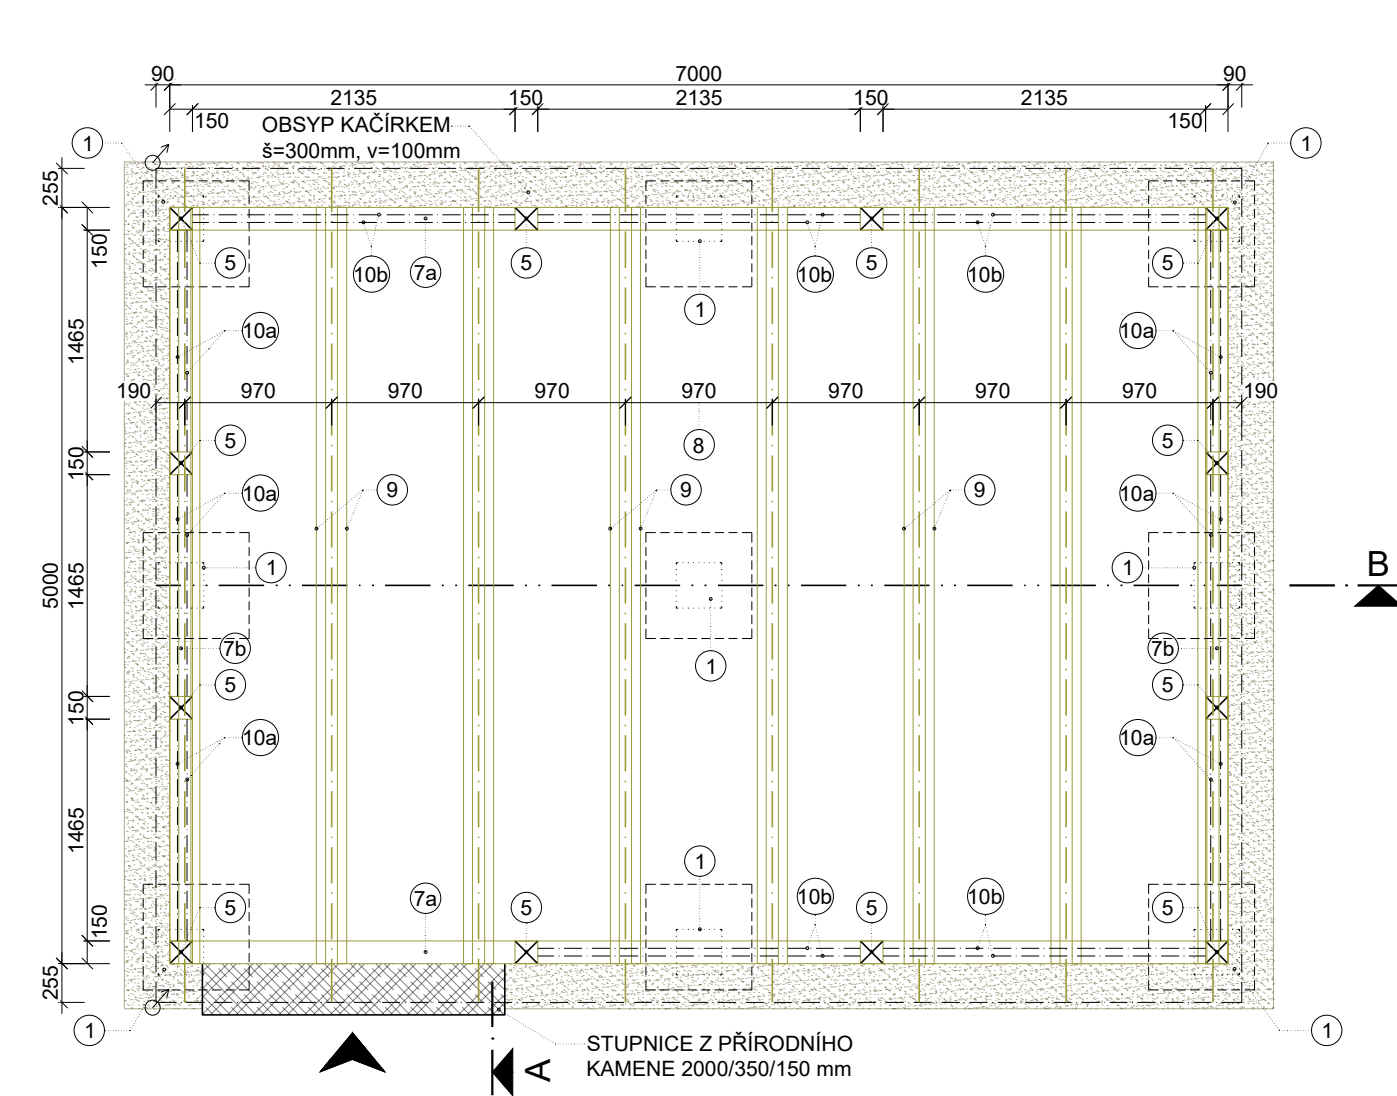 90 7000 90
2135 150 2135 150 2135
150 OBSYP KAČÍRKEM 150
š=300mm, v=100mm
1 1
255
150
5 10b 7a 5 10b 5 10b 5
1
1465
10a 10a
190 970 970 970 970 970 970 970 190
5 8 5
150
10a 9 9 9 10a
5000
1465
1 1 B
1
7b 7b
5 5
150
10a 10a
1465
1
7a 10b 10b
5 5 5 5
150
255
1 1
STUPNICE Z PŘÍRODNÍHO
KAMENE 2000/350/150 mm
A